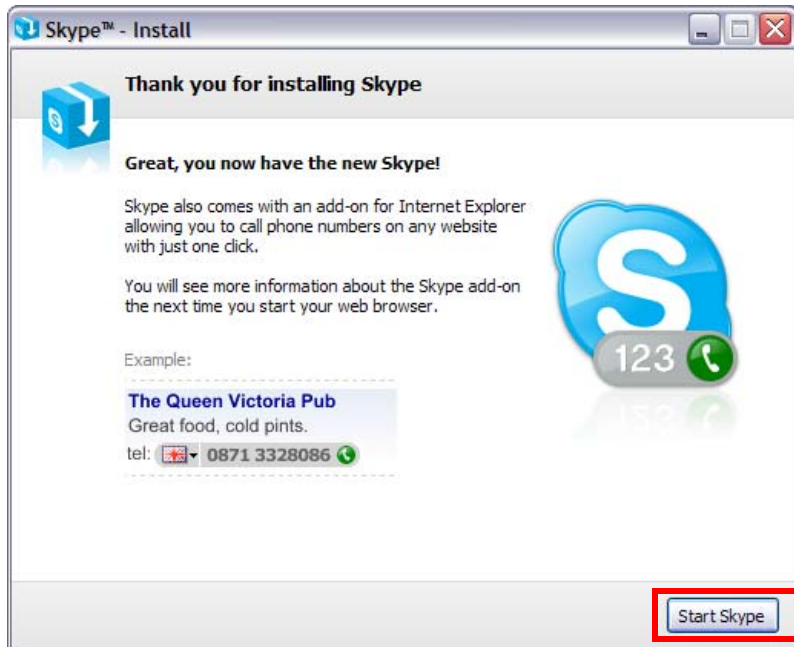 Skype™ - Install
Thank you for installing Skype
S
Great, you now have the new Skype!
Skype also comes with an add-on for Internet Explorer
allowing you to call phone numbers on any website
with just one click.
You will see more information about the Skype add-on
the next time you start your web browser.
S
123
Example:
The Queen Victoria Pub
Great food, cold pints.
tel: 0871 3328086
Start Skype